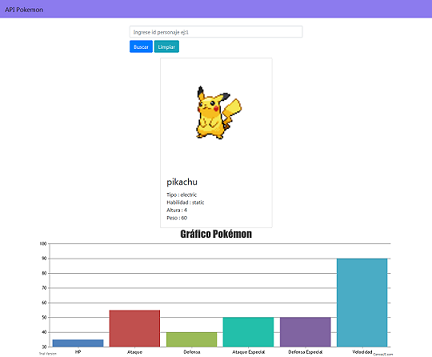 API Pokemon
Ingrese id personaje ej:1
Buscar Limpiar
pikachu
Tipo : electric
Habilidad : static
Altura : 4
Peso : 60
Gráfico Pokémon
100
90
80
70
60
50
40
30
HP Ataque Defensa Ataque Especial Defensa Especial Velocidad
Trial Version CanvasJS.com